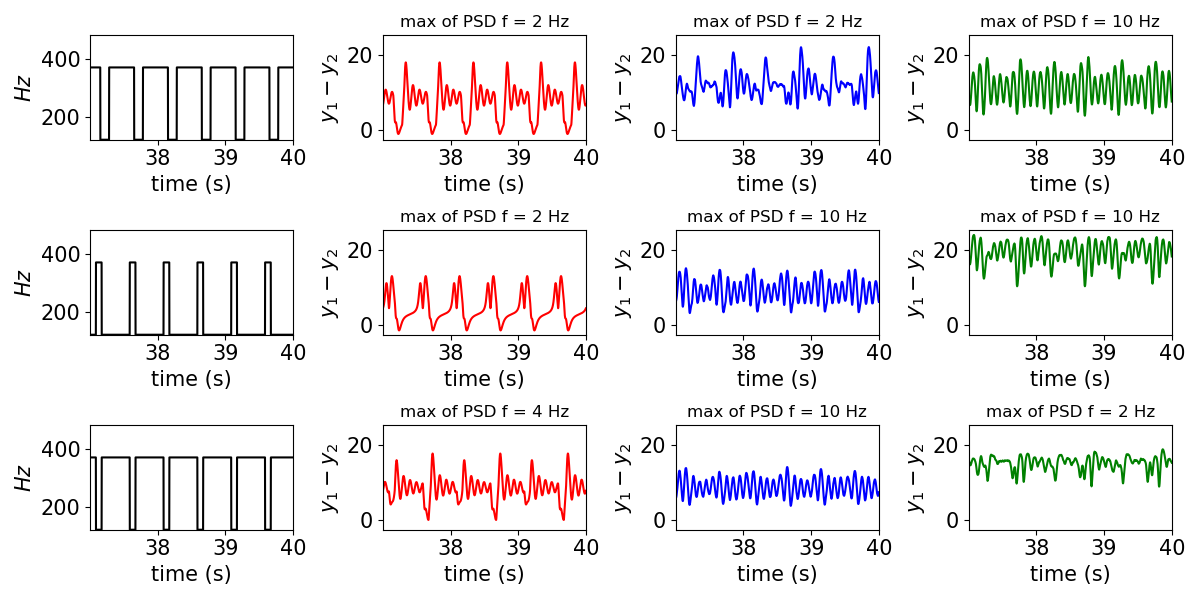 max of PSD f = 2 Hz
max of PSD f = 2 Hz
max of PSD f = 10 Hz
400
200
Hz
38 39 40
time (s)
20
0
y₁ − y₂
38 39 40
time (s)
20
0
y₁ − y₂
38 39 40
time (s)
20
0
y₁ − y₂
38 39 40
time (s)
max of PSD f = 2 Hz
max of PSD f = 10 Hz
max of PSD f = 10 Hz
400
200
Hz
38 39 40
time (s)
20
0
y₁ − y₂
38 39 40
time (s)
20
0
y₁ − y₂
38 39 40
time (s)
20
0
y₁ − y₂
38 39 40
time (s)
max of PSD f = 4 Hz
max of PSD f = 10 Hz
max of PSD f = 2 Hz
400
200
Hz
38 39 40
time (s)
20
0
y₁ − y₂
38 39 40
time (s)
20
0
y₁ − y₂
38 39 40
time (s)
20
0
y₁ − y₂
38 39 40
time (s)